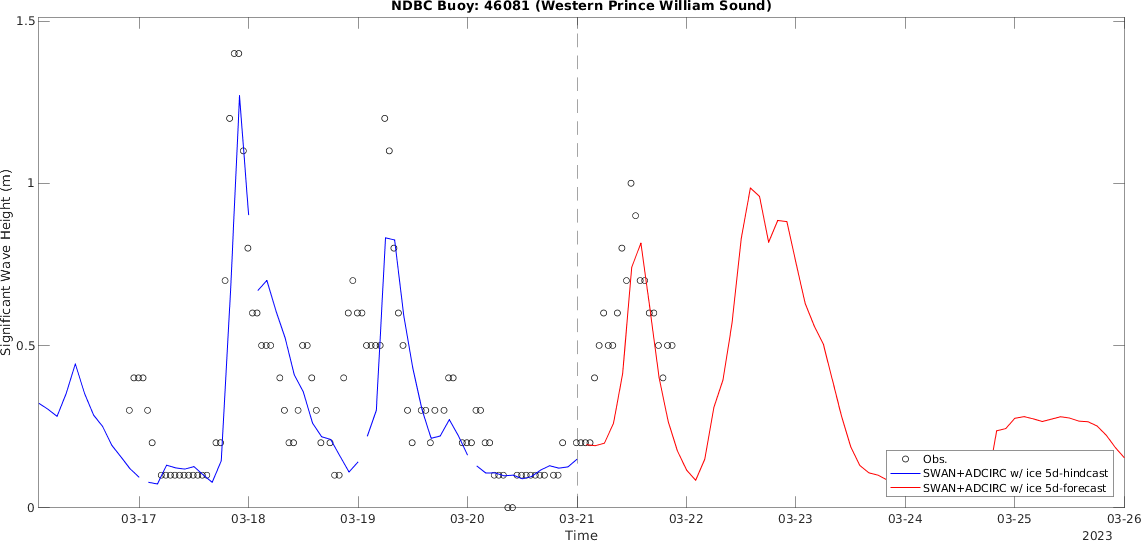 NDBC Buoy: 46081 (Western Prince William Sound)
Significant Wave Height (m)
1.5
1
0.5
0
Obs.
SWAN+ADCIRC w/ ice 5d-hindcast
SWAN+ADCIRC w/ ice 5d-forecast
03-17 03-18 03-19 03-20 03-21 03-22 03-23 03-24 03-25 03-26
Time
2023